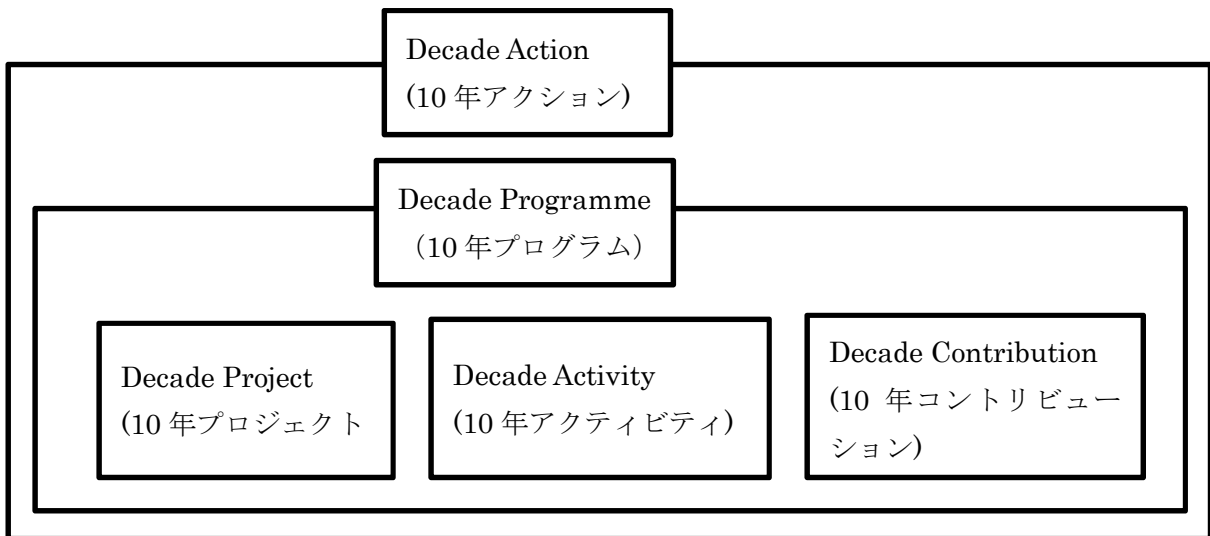 Decade Action
(10 年アクション)
Decade Programme
（10 年プログラム）
Decade Project
(10 年プロジェクト
Decade Activity
(10 年アクティビティ)
Decade Contribution
(10 年コントリビュー
ション)